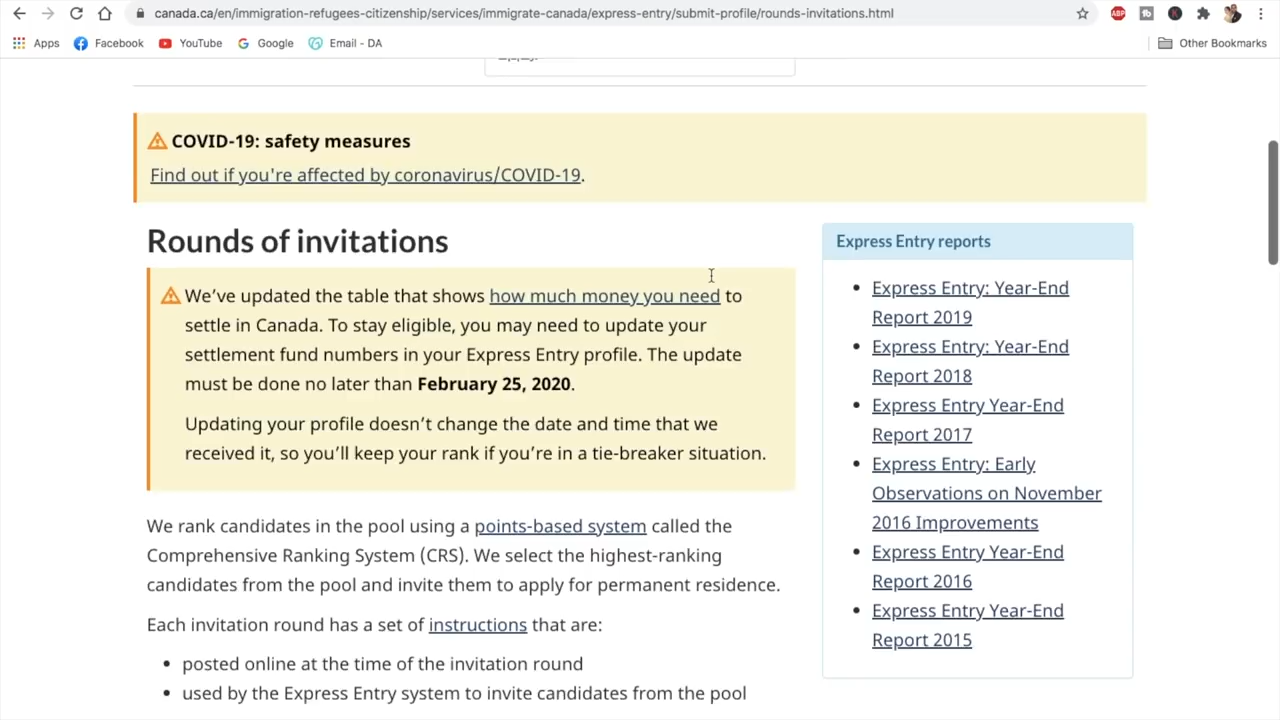 canada.ca/en/immigration-refugees-citizenship/services/immigrate-canada/express-entry/submit-profile/rounds-invitations.html
ABP
Apps
Facebook
YouTube
Google
Email - DA
Other Bookmarks
COVID-19: safety measures
Find out if you're affected by coronavirus/COVID-19.
Rounds of invitations
We’ve updated the table that shows how much money you need to
settle in Canada. To stay eligible, you may need to update your
settlement fund numbers in your Express Entry profile. The update
must be done no later than February 25, 2020.
Updating your profile doesn’t change the date and time that we
received it, so you’ll keep your rank if you’re in a tie-breaker situation.
We rank candidates in the pool using a points-based system called the
Comprehensive Ranking System (CRS). We select the highest-ranking
candidates from the pool and invite them to apply for permanent residence.
Each invitation round has a set of instructions that are:
• posted online at the time of the invitation round
• used by the Express Entry system to invite candidates from the pool
Express Entry reports
• Express Entry: Year-End
Report 2019
• Express Entry: Year-End
Report 2018
• Express Entry Year-End
Report 2017
• Express Entry: Early
Observations on November
2016 Improvements
• Express Entry Year-End
Report 2016
• Express Entry Year-End
Report 2015